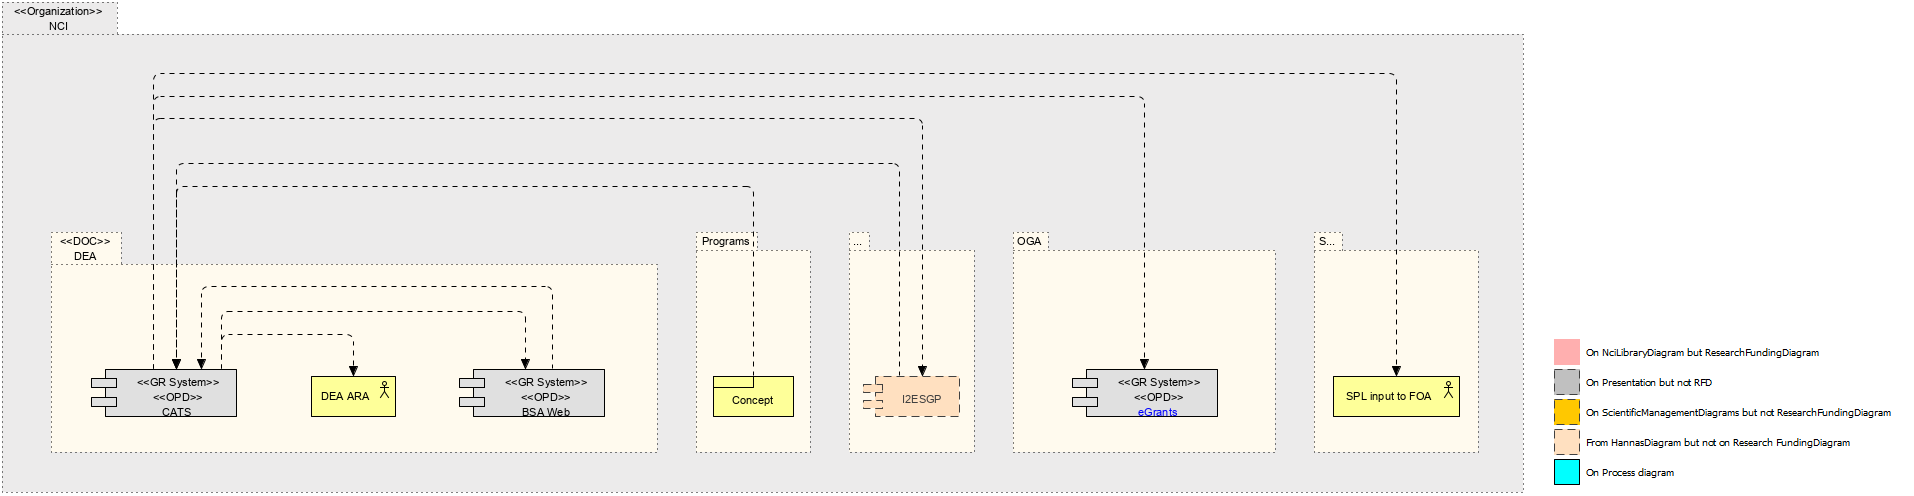 <<Organization>>
NCI
<<DOC>>
DEA
Programs
...
OGA
S...
<<GR System>>
<<OPD>>
CATS
DEA ARA
<<GR System>>
<<OPD>>
BSA Web
Concept
I2ESGP
<<GR System>>
<<OPD>>
eGrants
SPL input to FOA
On NciLibraryDiagram but ResearchFundingDiagram
On Presentation but not RFD
On ScientificManagementDiagrams but not ResearchFundingDiagram
From HannasDiagram but not on Research FundingDiagram
On Process diagram